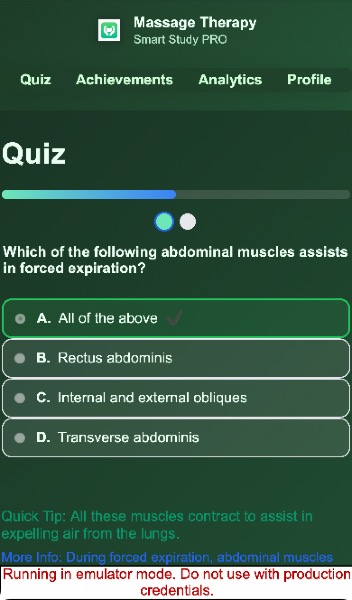 Massage Therapy
Smart Study PRO
Quiz Achievements Analytics Profile
Quiz
Which of the following abdominal muscles assists
in forced expiration?
A. All of the above
B. Rectus abdominis
C. Internal and external obliques
D. Transverse abdominis
Quick Tip: All these muscles contract to assist in
expelling air from the lungs.
More Info: During forced expiration, abdominal muscles
Running in emulator mode. Do not use with production
credentials.